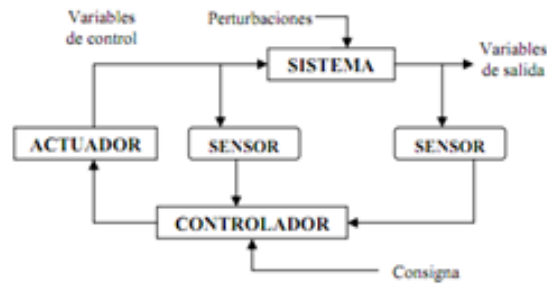 Variables
de control
Perturbaciones
SISTEMA
Variables
de salida
ACTUADOR
SENSOR
SENSOR
CONTROLADOR
Consigna